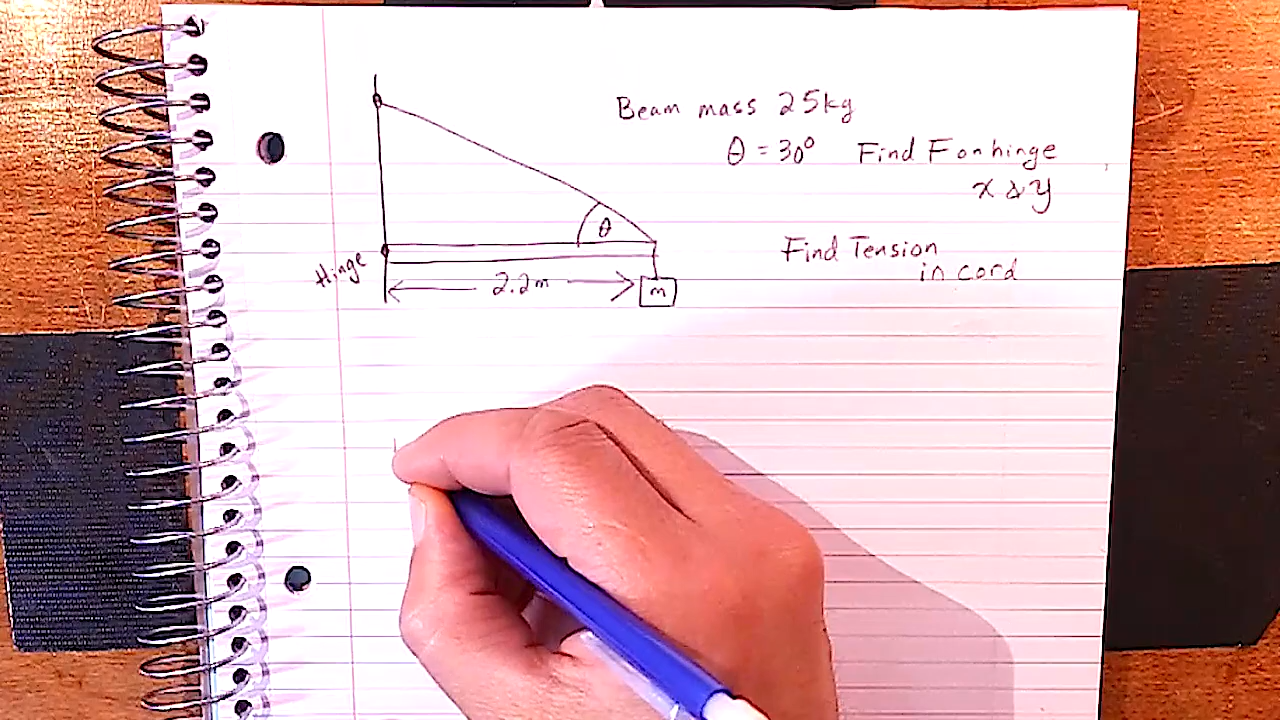 Beam mass 25kg
θ = 30° Find F on hinge
x & y
θ
Find Tension
in cord
Hinge
2.2m
m